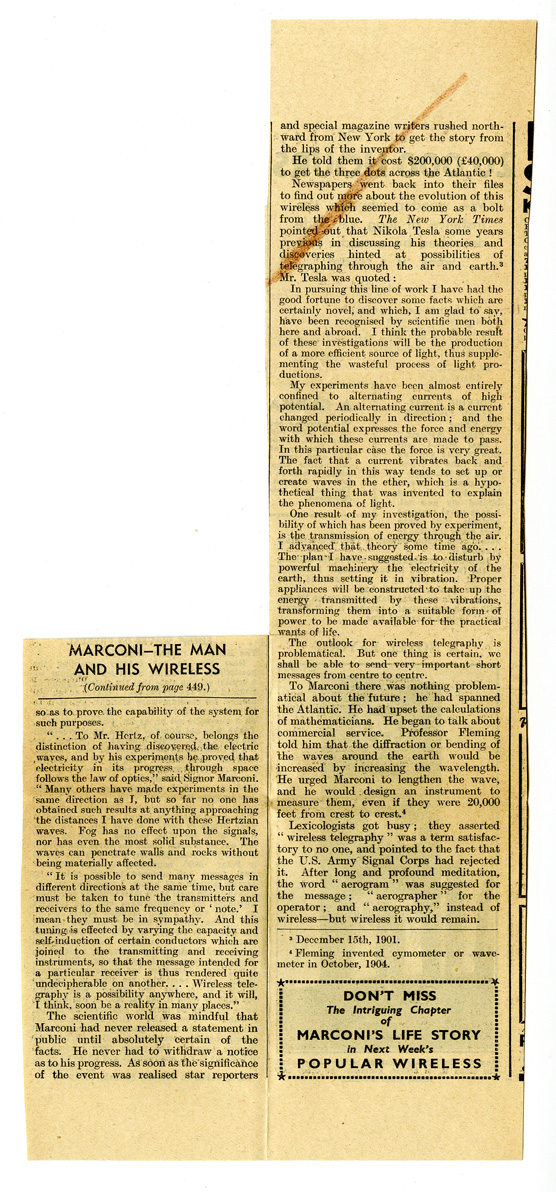 MARCONI—THE MAN
AND HIS WIRELESS
(Continued from page 449.)
so as to prove the capability of the system for
such purposes.
“ . . . To Mr. Hertz, of course, belongs the
distinction of having discovered the electric
waves, and by his experiments he proved that
electricity in its progress through space
follows the law of optics,” said Signor Marconi.
“ Many others have made experiments in the
same direction as I, but so far no one has
obtained such results at anything approaching
the distances I have done with these Hertzian
waves. Fog has no effect upon the signals,
nor has even the most solid substance. The
waves can penetrate walls and rocks without
being materially affected.
“ It is possible to send many messages in
different directions at the same time, but care
must be taken to tune the transmitters and
receivers to the same frequency or ‘ note.’ I
mean they must be in sympathy. And this
tuning is effected by varying the capacity and
self-induction of certain conductors which are
joined to the transmitting and receiving
instruments, so that the message intended for
a particular receiver is thus rendered quite
undecipherable on another. . . . Wireless tele-
graphy is a possibility anywhere, and it will,
I think, soon be a reality in many places.”
The scientific world was mindful that
Marconi had never released a statement in
public until absolutely certain of the
facts. He never had to withdraw a notice
as to his progress. As soon as the significance
of the event was realised star reporters
and special magazine writers rushed north-
ward from New York to get the story from
the lips of the inventor.
He told them it cost $200,000 (£40,000)
to get the three dots across the Atlantic !
Newspapers went back into their files
to find out more about the evolution of this
wireless which seemed to come as a bolt
from the blue. The New York Times
pointed out that Nikola Tesla some years
previous in discussing his theories and
discoveries hinted at possibilities of
telegraphing through the air and earth.³
Mr. Tesla was quoted :
In pursuing this line of work I have had the
good fortune to discover some facts which are
certainly novel, and which, I am glad to say,
have been recognised by scientific men both
here and abroad. I think the probable result
of these investigations will be the production
of a more efficient source of light, thus supple-
menting the wasteful process of light pro-
ductions.
My experiments have been almost entirely
confined to alternating currents of high
potential. An alternating current is a current
changed periodically in direction ; and the
word potential expresses the force and energy
with which these currents are made to pass.
In this particular case the force is very great.
The fact that a current vibrates back and
forth rapidly in this way tends to set up or
create waves in the ether, which is a hypo-
thetical thing that was invented to explain
the phenomena of light.
One result of my investigation, the possi-
bility of which has been proved by experiment,
is the transmission of energy through the air.
I advanced that theory some time ago. . . .
The plan I have suggested is to disturb by
powerful machinery the electricity of the
earth, thus setting it in vibration. Proper
appliances will be constructed to take up the
energy transmitted by these vibrations,
transforming them into a suitable form of
power to be made available for the practical
wants of life.
The outlook for wireless telegraphy is
problematical. But one thing is certain, we
shall be able to send very important short
messages from centre to centre.
To Marconi there was nothing problem-
atical about the future ; he had spanned
the Atlantic. He had upset the calculations
of mathematicians. He began to talk about
commercial service. Professor Fleming
told him that the diffraction or bending of
the waves around the earth would be
increased by increasing the wavelength.
He urged Marconi to lengthen the wave,
and he would design an instrument to
measure them, even if they were 20,000
feet from crest to crest.⁴
Lexicologists got busy ; they asserted
“ wireless telegraphy ” was a term satisfac-
tory to no one, and pointed to the fact that
the U.S. Army Signal Corps had rejected
it. After long and profound meditation,
the word “ aerogram ” was suggested for
the message ; “ aerographer ” for the
operator ; and “ aerography,” instead of
wireless—but wireless it would remain.
³ December 15th, 1901.
⁴ Fleming invented cymometer or wave-
meter in October, 1904.
DON'T MISS
The Intriguing Chapter
of
MARCONI'S LIFE STORY
in Next Week's
POPULAR WIRELESS